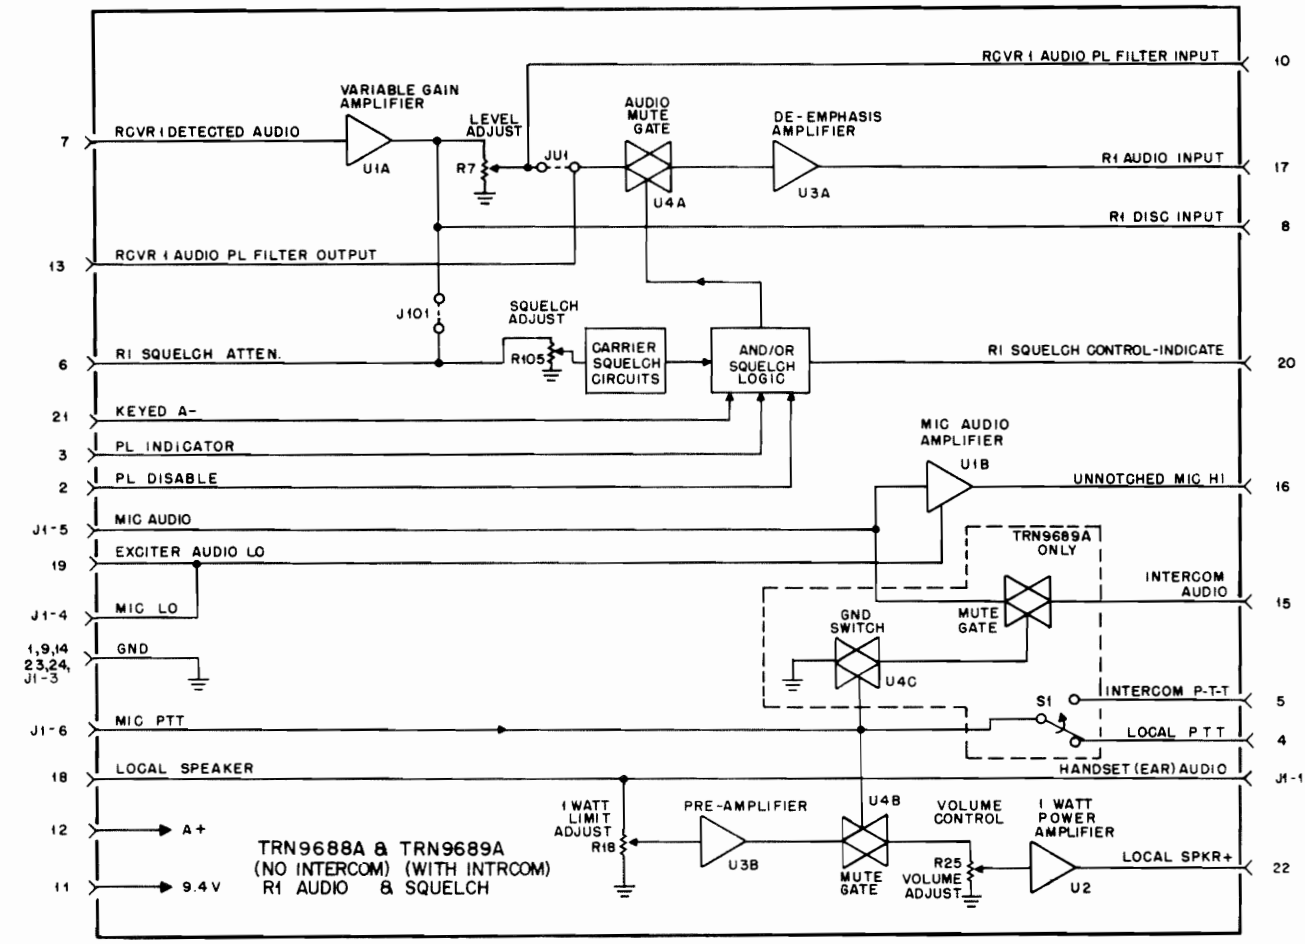 RCVR 1 AUDIO PL FILTER INPUT
10
VARIABLE GAIN
AMPLIFIER
U1A
7
RCVR 1 DETECTED AUDIO
LEVEL
ADJUST
R7
JU1
AUDIO
MUTE
GATE
U4A
DE-EMPHASIS
AMPLIFIER
U3A
R1 AUDIO INPUT
17
R1 DISC INPUT
8
13
RCVR 1 AUDIO PL FILTER OUTPUT
J101
SQUELCH
ADJUST
R105
6
R1 SQUELCH ATTEN.
CARRIER
SQUELCH
CIRCUITS
AND/OR
SQUELCH
LOGIC
R1 SQUELCH CONTROL-INDICATE
20
21
KEYED A-
3
PL INDICATOR
2
PL DISABLE
MIC AUDIO
AMPLIFIER
U1B
UNNOTCHED MIC HI
16
J1-5
MIC AUDIO
19
EXCITER AUDIO LO
J1-4
MIC LO
TRN9689A
ONLY
MUTE
GATE
INTERCOM
AUDIO
15
1,9,14
23,24,
J1-3
GND
GND
SWITCH
U4C
S1
INTERCOM P-T-T
5
J1-6
MIC PTT
LOCAL PTT
4
18
LOCAL SPEAKER
HANDSET (EAR) AUDIO
J1-1
12
A+
11
9.4V
TRN9688A & TRN9689A
(NO INTERCOM) (WITH INTRCOM)
R1 AUDIO & SQUELCH
1 WATT
LIMIT
ADJUST
R18
PRE-AMPLIFIER
U3B
U4B
MUTE
GATE
VOLUME
CONTROL
R25
VOLUME
ADJUST
1 WATT
POWER
AMPLIFIER
U2
LOCAL SPKR+
22